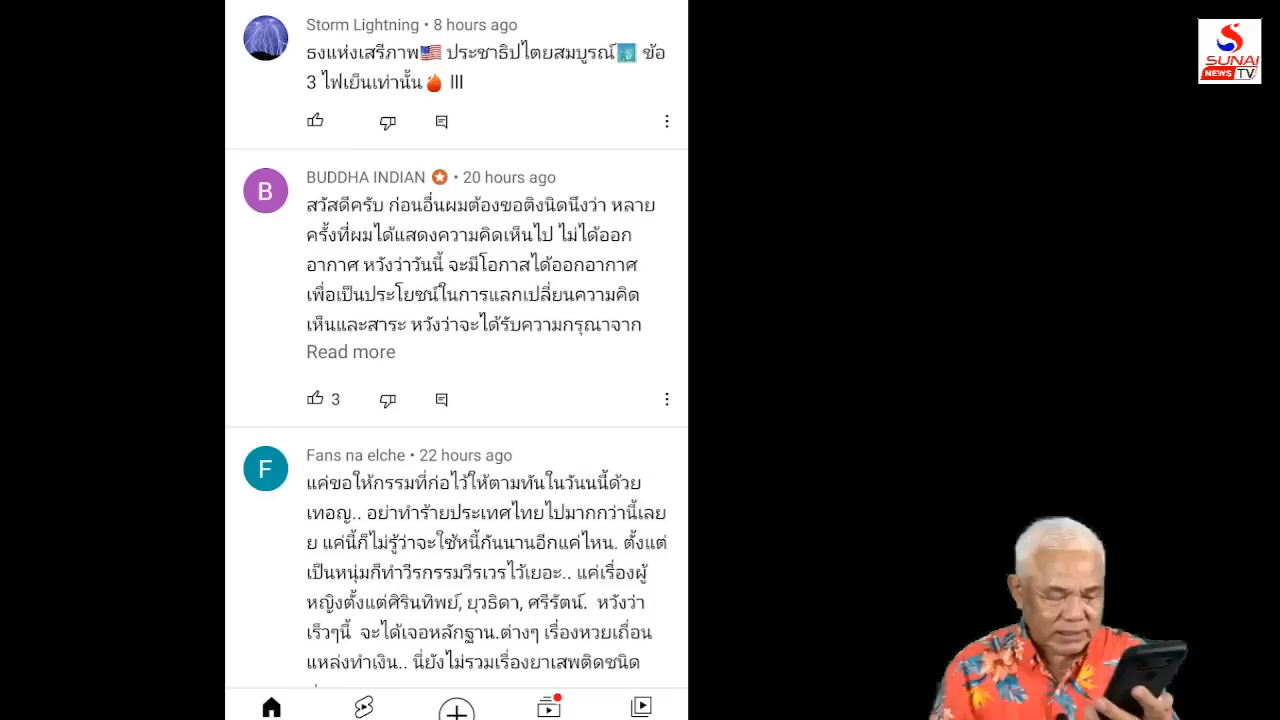 Storm Lightning • 8 hours ago
ธงแห่งเสรีภาพ🇺🇸 ประชาธิปไตยสมบูรณ์🗽 ข้อ
3 ไฟเย็นเท่านั้น🔥 lll
B
BUDDHA INDIAN • 20 hours ago
สวัสดีครับ ก่อนอื่นผมต้องขอติงนิดนึงว่า หลาย
ครั้งที่ผมได้แสดงความคิดเห็นไป ไม่ได้ออก
อากาศ หวังว่าวันนี้ จะมีโอกาสได้ออกอากาศ
เพื่อเป็นประโยชน์ในการแลกเปลี่ยนความคิด
เห็นและสาระ หวังว่าจะได้รับความกรุณาจาก
Read more
3
F
Fans na elche • 22 hours ago
แค่ขอให้กรรมที่ก่อไว้ให้ตามทันในวันนนี้ด้วย
เทอญ.. อย่าทำร้ายประเทศไทยไปมากกว่านี้เลย
ย แค่นี้ก็ไม่รู้ว่าจะใช้หนี้กันนานอีกแค่ไหน. ตั้งแต่
เป็นหนุ่มก็ทำวีรกรรมวีรเวรไว้เยอะ.. แค่เรื่องผู้
หญิงตั้งแต่ศิรินทิพย์, ยุวธิดา, ศรีรัตน์.  หวังว่า
เร็วๆนี้  จะได้เจอหลักฐาน.ต่างๆ เรื่องหวยเถื่อน
แหล่งทำเงิน.. นี่ยังไม่รวมเรื่องยาเสพติดชนิด
SUNAI
NEWS TV